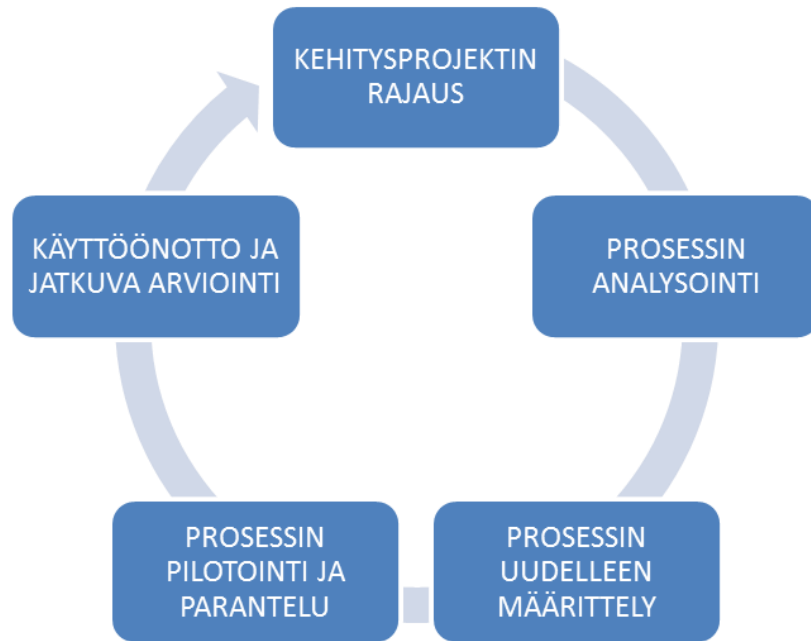 KEHITYSPROJEKTIN
RAJAUS
PROSESSIN
ANALYSOINTI
PROSESSIN
UUDELLEEN
MÄÄRITTELY
PROSESSIN
PILOTOINTI JA
PARANTELU
KÄYTTÖÖNOTTO JA
JATKUVA ARVIOINTI